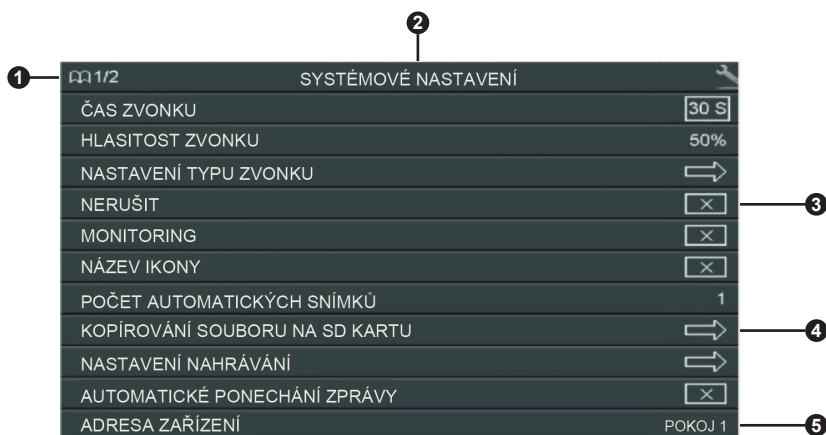 2
1 1/2 SYSTÉMOVÉ NASTAVENÍ
ČAS ZVONKU 30 S
HLASITOST ZVONKU 50%
NASTAVENÍ TYPU ZVONKU
NERUŠIT 3
MONITORING
NÁZEV IKONY
POČET AUTOMATICKÝCH SNÍMKŮ 1
KOPÍROVÁNÍ SOUBORU NA SD KARTU 4
NASTAVENÍ NAHRÁVÁNÍ
AUTOMATICKÉ PONECHÁNÍ ZPRÁVY
ADRESA ZAŘÍZENÍ POKOJ 1 5